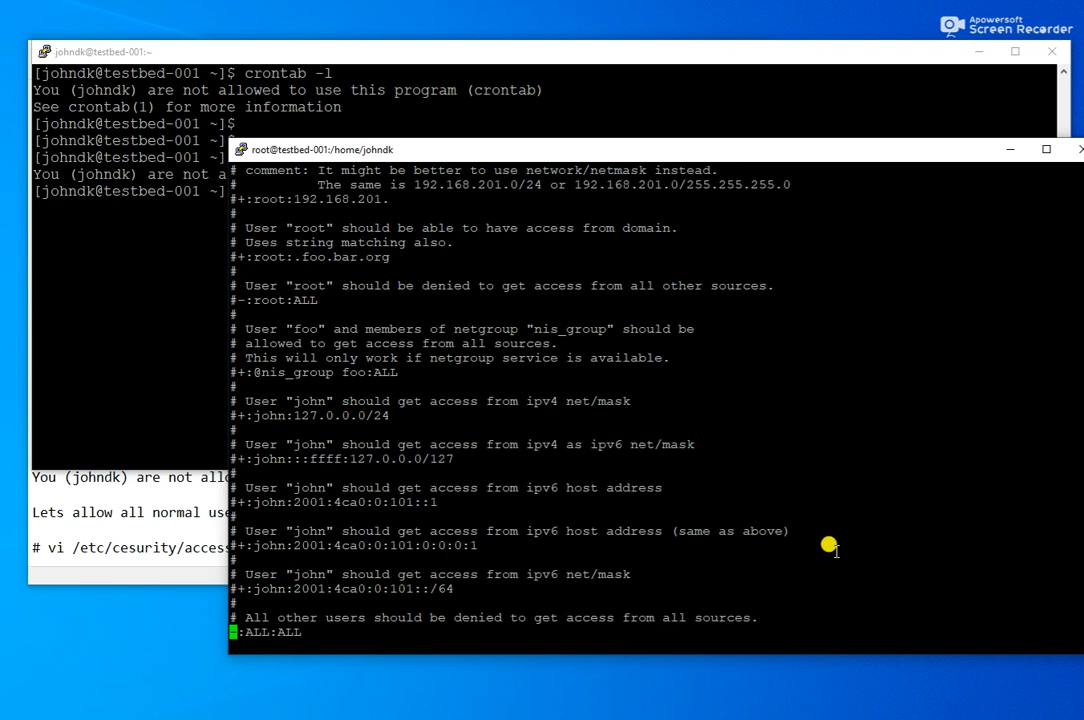 Apowersoft
Screen Recorder
johndk@testbed-001:~
[johndk@testbed-001 ~]$ crontab -l
You (johndk) are not allowed to use this program (crontab)
See crontab(1) for more information
[johndk@testbed-001 ~]$
[johndk@testbed-001 ~]$
[johndk@testbed-001 ~]
You (johndk) are not a
[johndk@testbed-001 ~]
root@testbed-001:/home/johndk
# comment: It might be better to use network/netmask instead.
#          The same is 192.168.201.0/24 or 192.168.201.0/255.255.255.0
#+:root:192.168.201.
#
# User "root" should be able to have access from domain.
# Uses string matching also.
#+:root:.foo.bar.org
#
# User "root" should be denied to get access from all other sources.
#-:root:ALL
#
# User "foo" and members of netgroup "nis_group" should be
# allowed to get access from all sources.
# This will only work if netgroup service is available.
#+:@nis_group foo:ALL
#
# User "john" should get access from ipv4 net/mask
#+:john:127.0.0.0/24
#
# User "john" should get access from ipv4 as ipv6 net/mask
#+:john:::ffff:127.0.0.0/127
#
# User "john" should get access from ipv6 host address
#+:john:2001:4ca0:0:101::1
#
# User "john" should get access from ipv6 host address (same as above)
#+:john:2001:4ca0:0:101:0:0:0:1
#
# User "john" should get access from ipv6 net/mask
#+:john:2001:4ca0:0:101::/64
#
# All other users should be denied to get access from all sources.
-:ALL:ALL
You (johndk) are not all
Lets allow all normal use
# vi /etc/cesurity/access